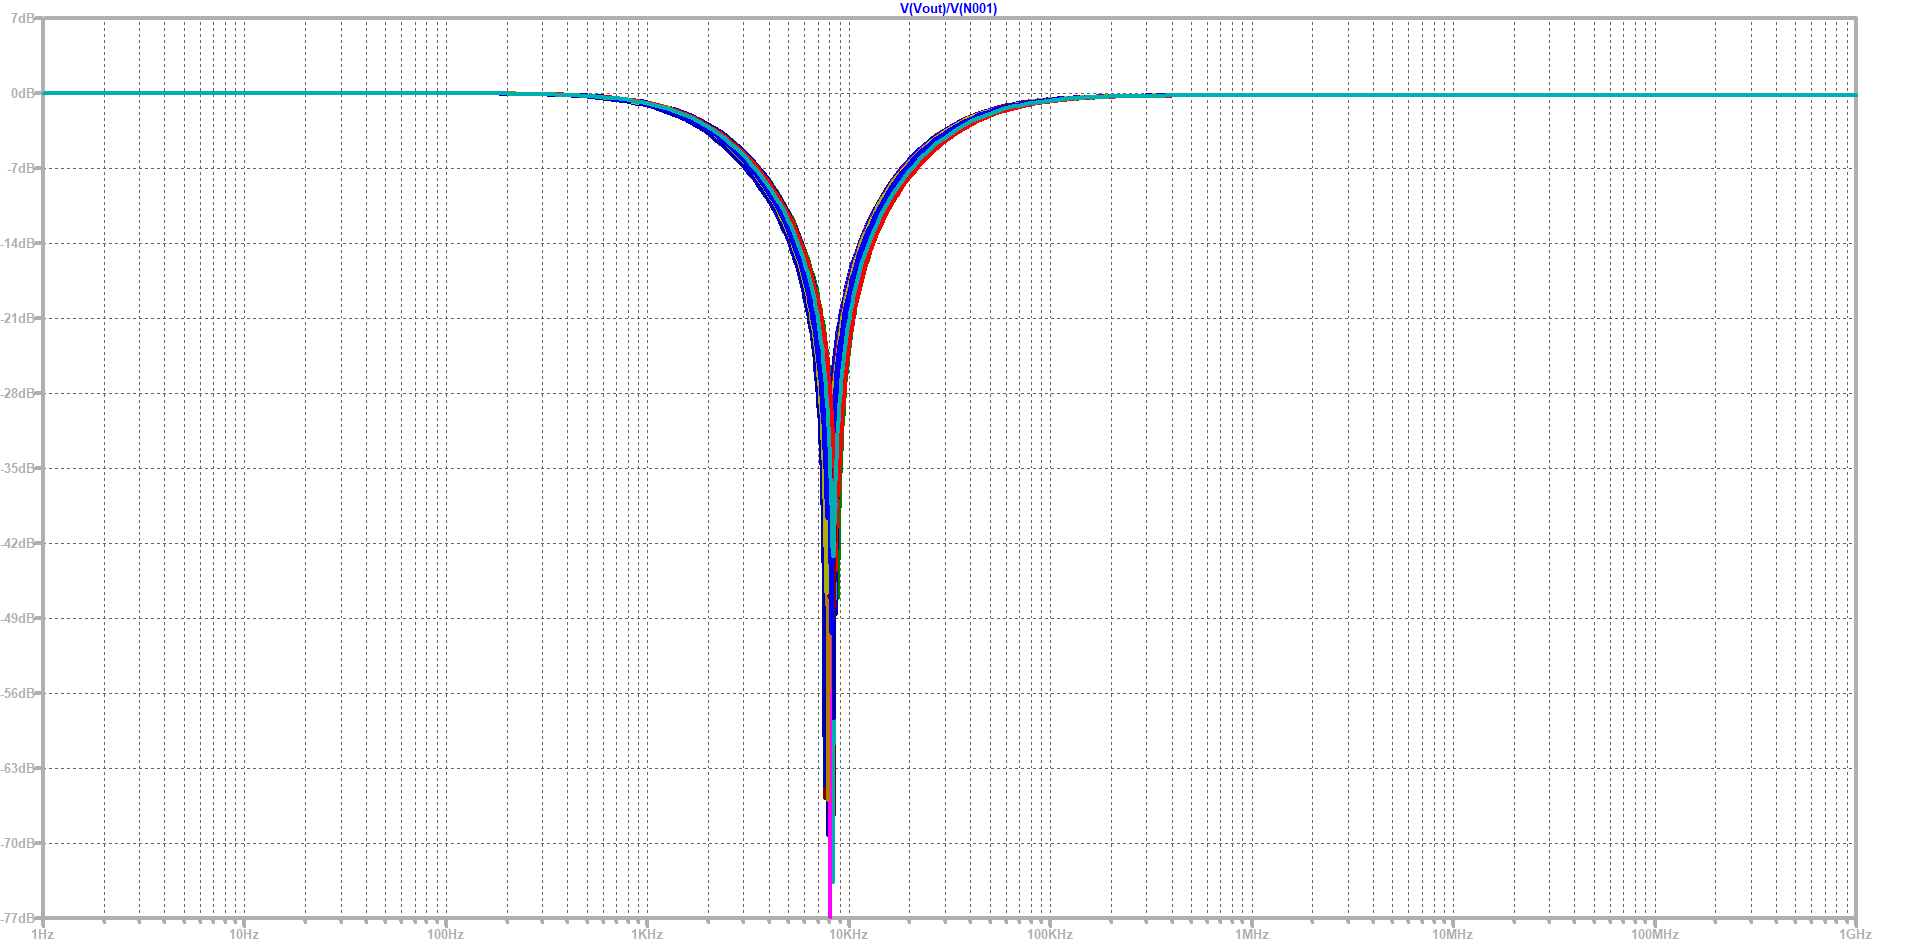 V(Vout)/V(N001)
7dB
0dB
-7dB
-14dB
-21dB
-28dB
-35dB
-42dB
-49dB
-56dB
-63dB
-70dB
-77dB
1Hz 10Hz 100Hz 1KHz 10KHz 100KHz 1MHz 10MHz 100MHz 1GHz